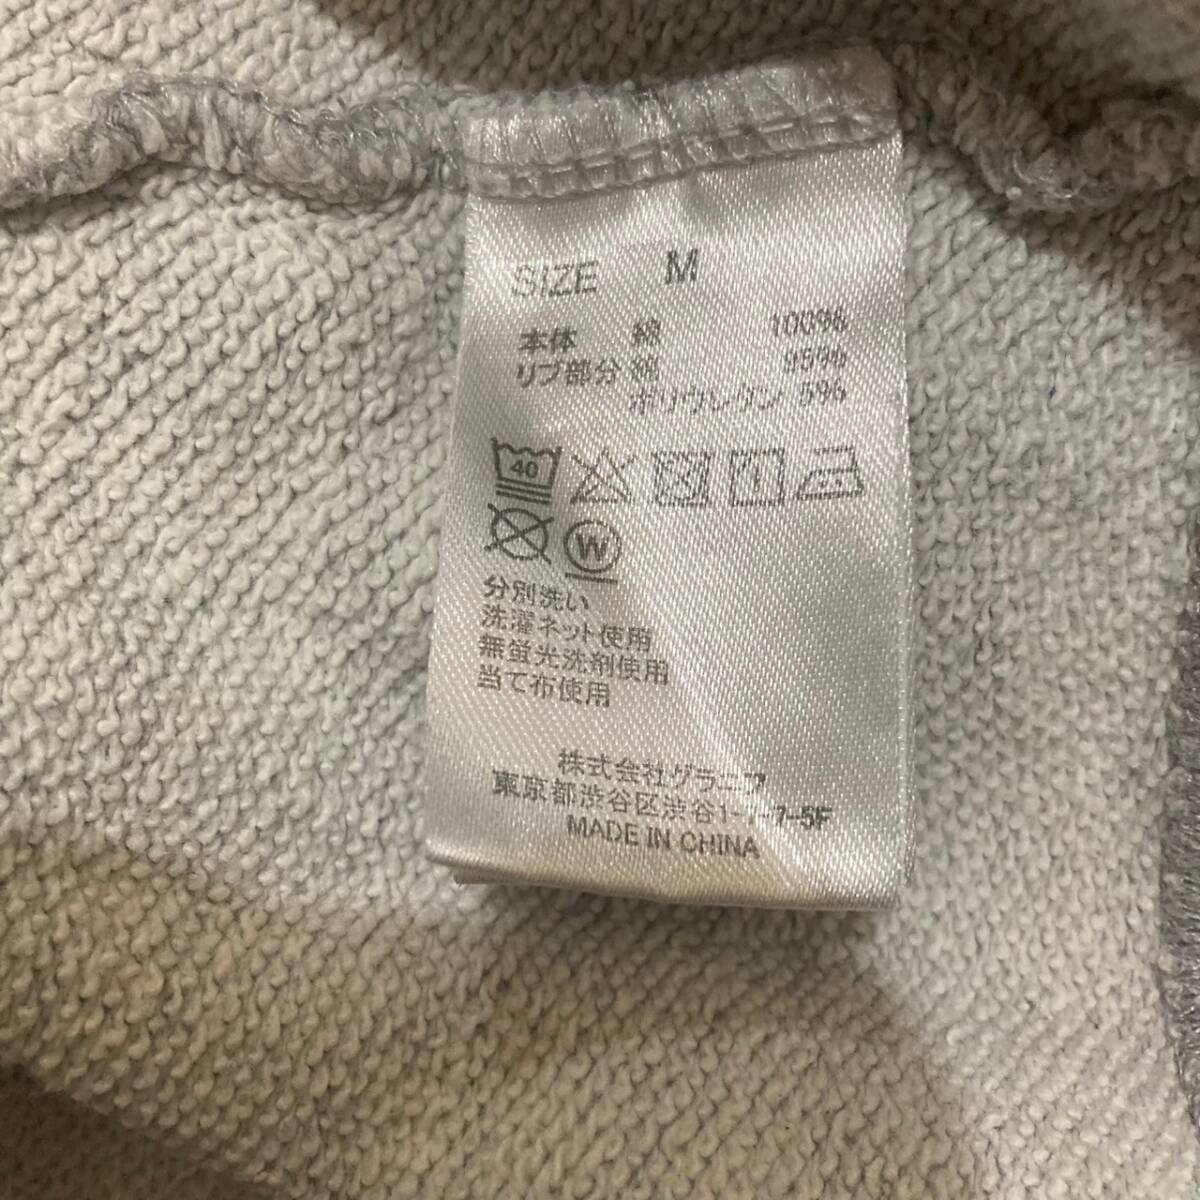 SIZE M
本体 綿 100%
リブ部分 綿 95%
ポリウレタン 5%
40
W
分別洗い
洗濯ネット使用
無蛍光洗剤使用
当て布使用
株式会社グラニフ
東京都渋谷区渋谷1-7-7-5F
MADE IN CHINA